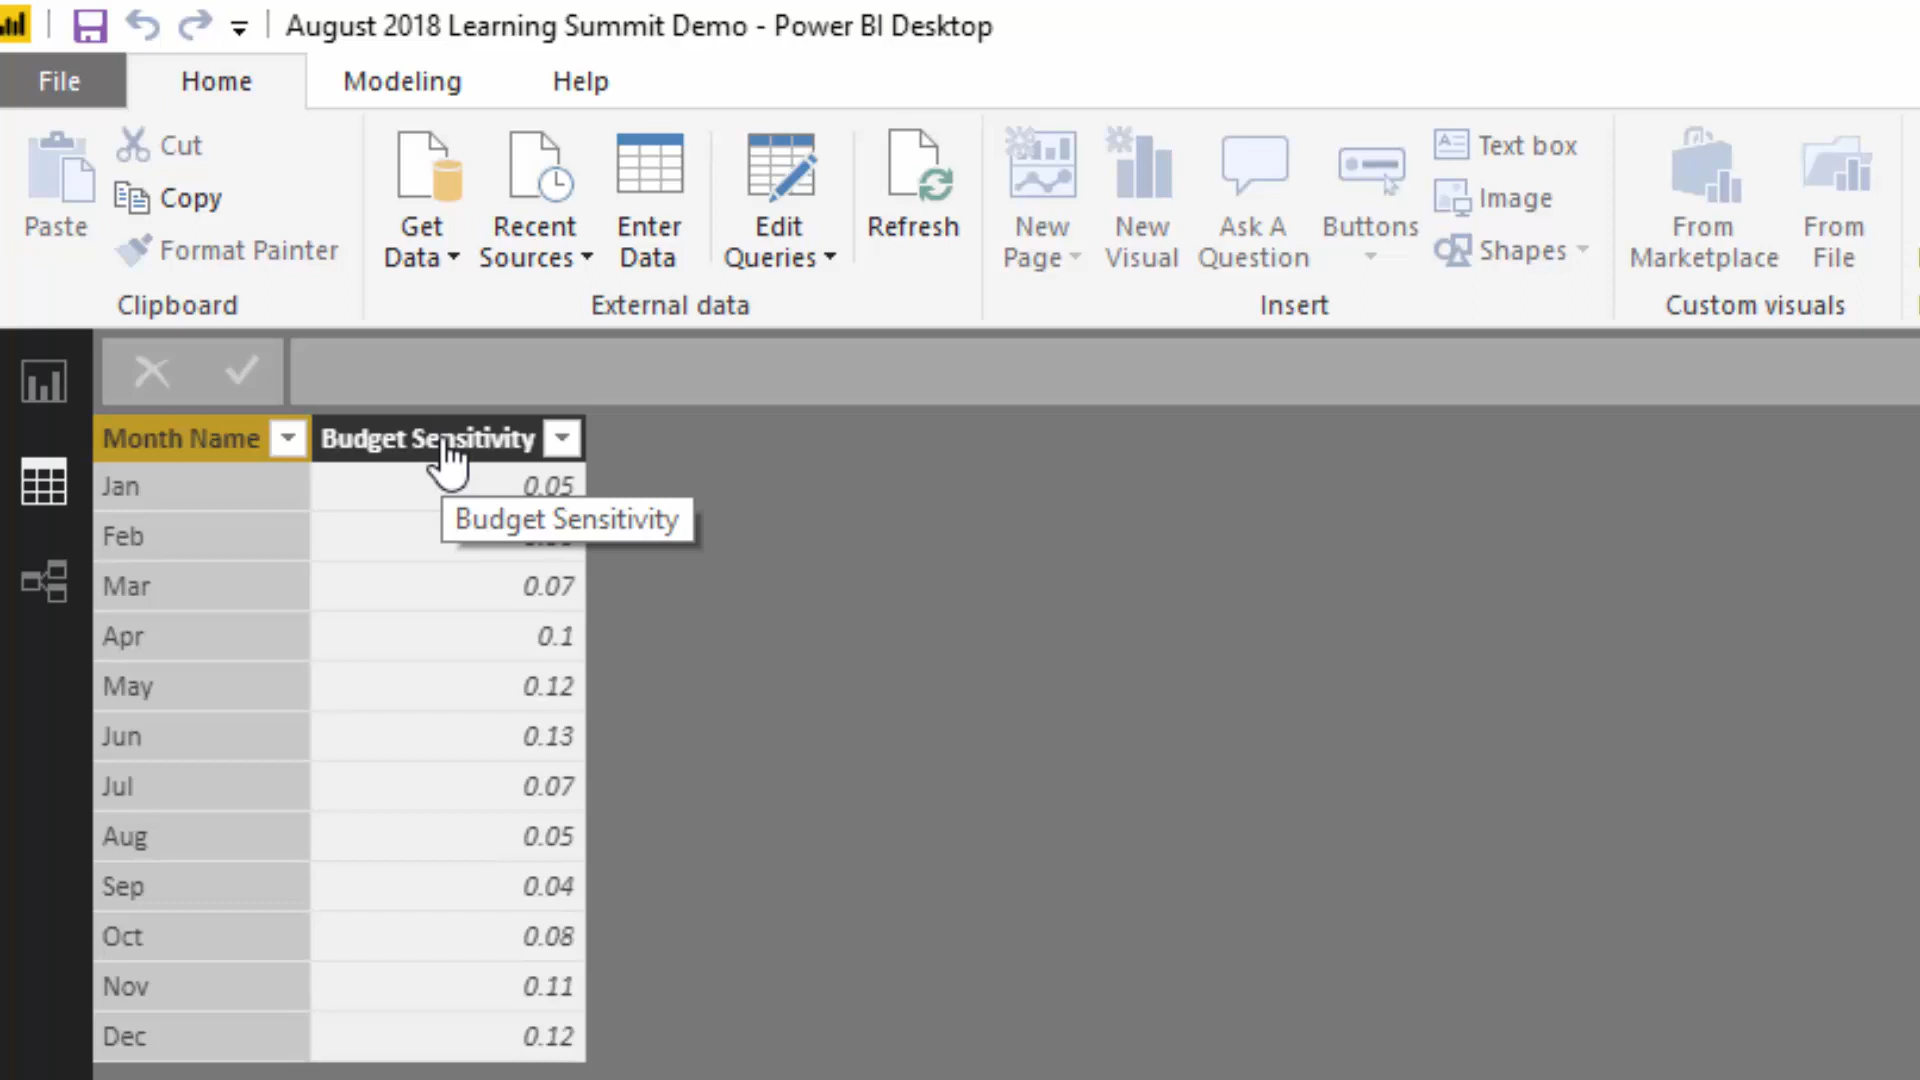 August 2018 Learning Summit Demo - Power BI Desktop
File Home Modeling Help
Paste
Cut
Copy
Format Painter
Clipboard
Get Data
Recent Sources
Enter Data
Edit Queries
Refresh
External data
New Page
New Visual
Ask A Question
Buttons
Text box
Image
Shapes
Insert
From Marketplace
From File
Custom visuals
Month Name Budget Sensitivity
Jan 0.05
Budget Sensitivity
Feb
Mar 0.07
Apr 0.1
May 0.12
Jun 0.13
Jul 0.07
Aug 0.05
Sep 0.04
Oct 0.08
Nov 0.11
Dec 0.12